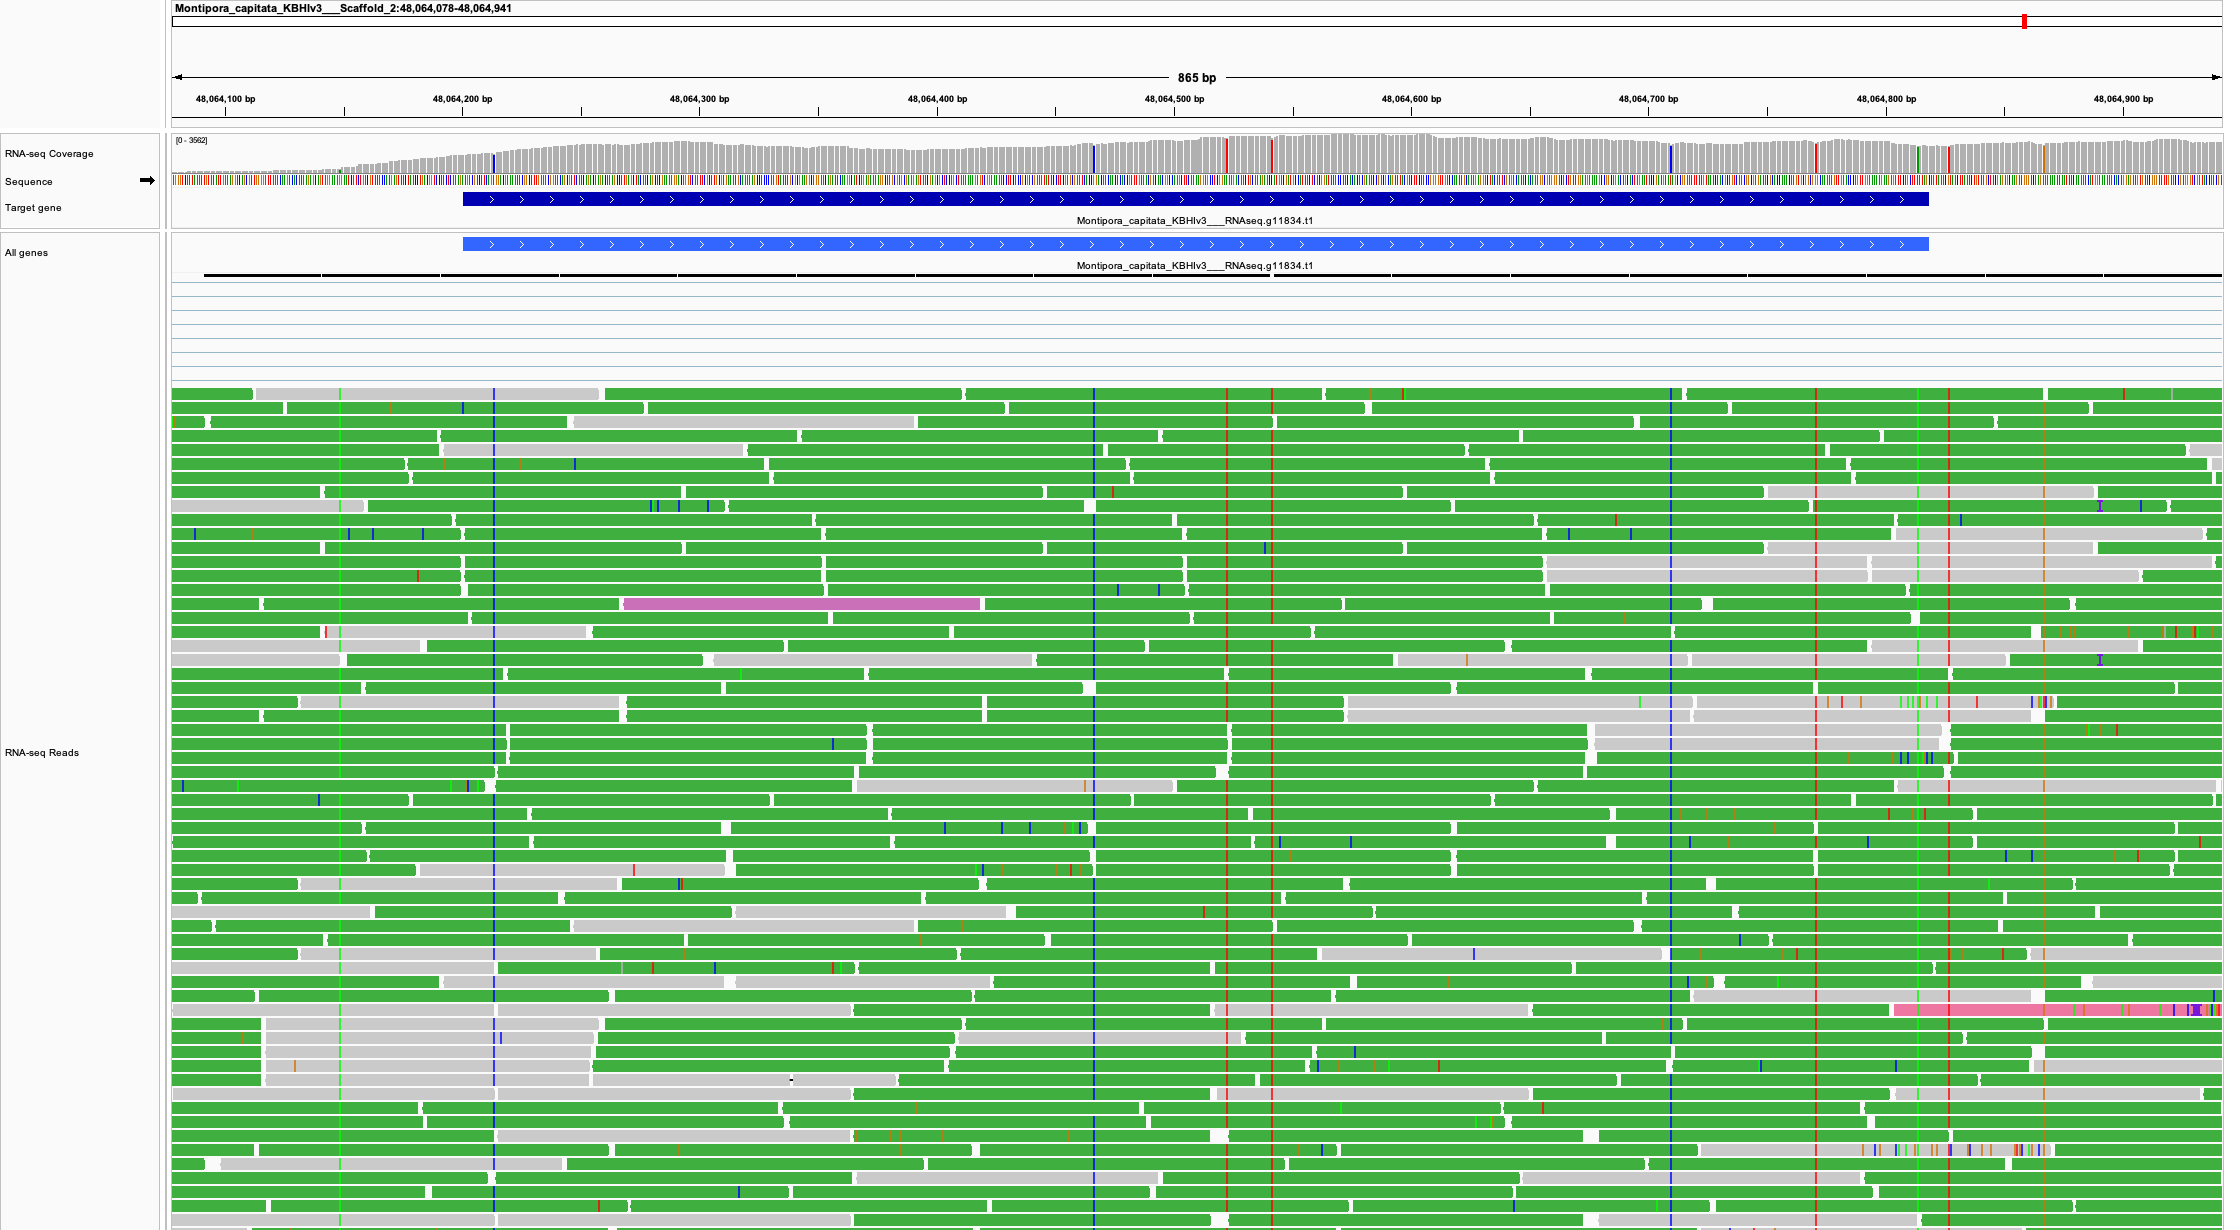 Montipora_capitata_KBHIv3___Scaffold_2:48,064,078-48,064,941
865 bp
48,064,100 bp 48,064,200 bp 48,064,300 bp 48,064,400 bp 48,064,500 bp 48,064,600 bp 48,064,700 bp 48,064,800 bp 48,064,900 bp
[0 - 3562]
RNA-seq Coverage
Sequence
Target gene
Montipora_capitata_KBHIv3___RNAseq.g11834.t1
All genes
Montipora_capitata_KBHIv3___RNAseq.g11834.t1
RNA-seq Reads